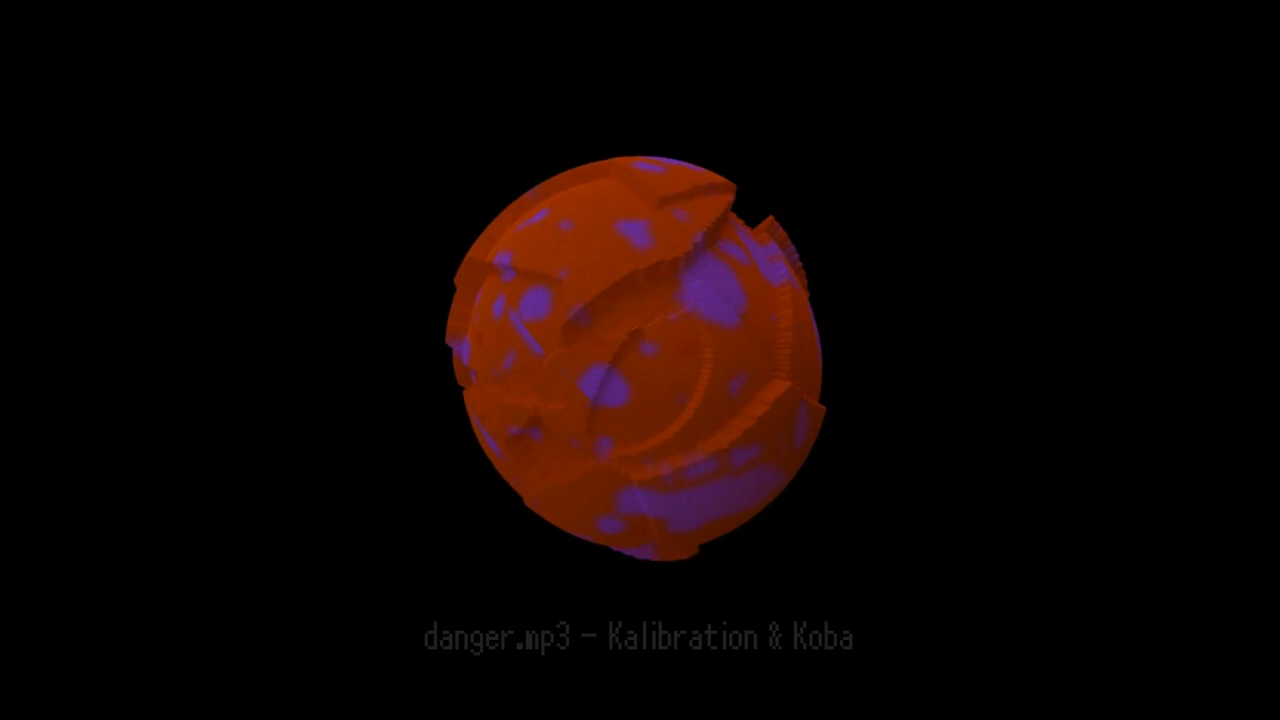 danger.mp3 – Kalibration & Koba